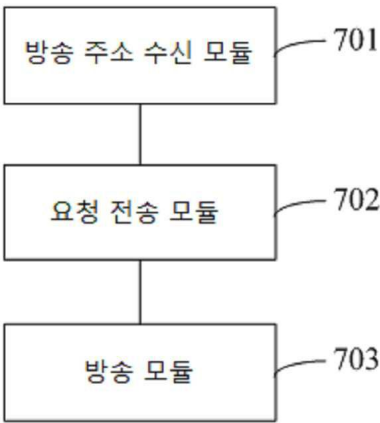 방송 주소 수신 모듈
701
요청 전송 모듈
702
방송 모듈
703